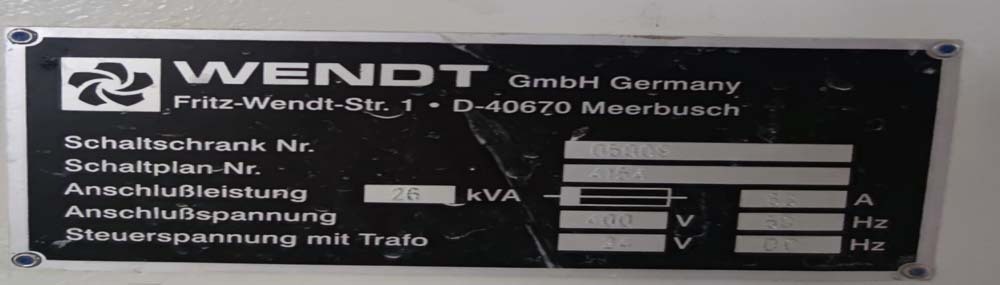 WENDT GmbH Germany
Fritz-Wendt-Str. 1 • D-40670 Meerbusch
Schaltschrank Nr.
Schaltplan-Nr.
Anschlußleistung 26 kVA A
Anschlußspannung 400 V Hz
Steuerspannung mit Trafo V Hz